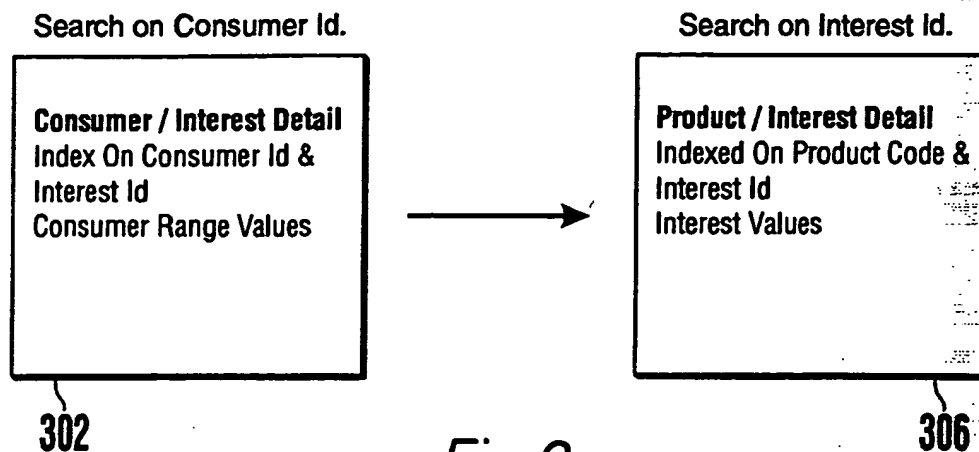 Search on Consumer Id.
Consumer / Interest Detail
Index On Consumer Id &
Interest Id
Consumer Range Values
302
Search on Interest Id.
Product / Interest Detail
Indexed On Product Code &
Interest Id
Interest Values
306